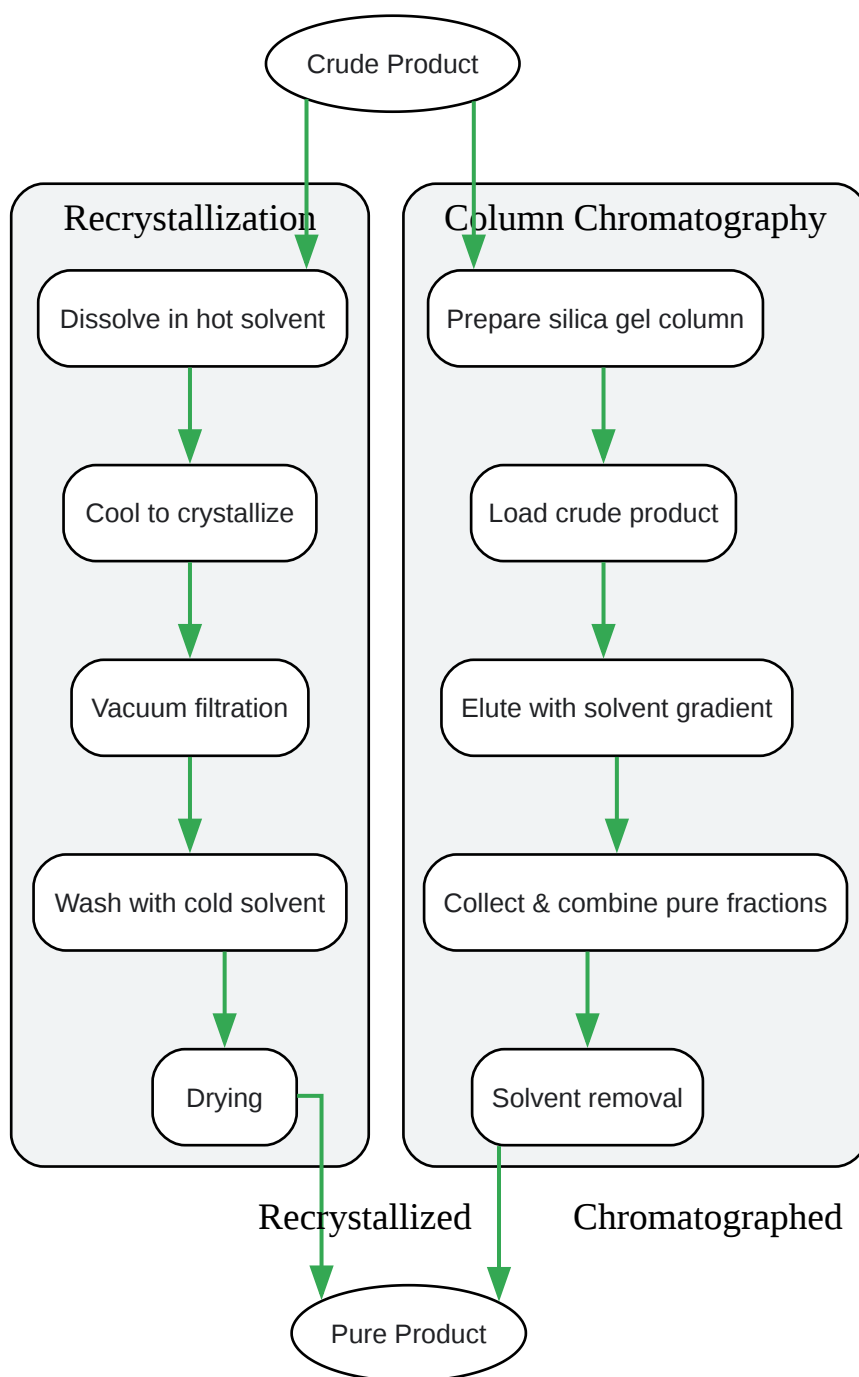 Crude Product
Recrystallization
Dissolve in hot solvent
Cool to crystallize
Vacuum filtration
Wash with cold solvent
Drying
Column Chromatography
Prepare silica gel column
Load crude product
Elute with solvent gradient
Collect & combine pure fractions
Solvent removal
Recrystallized
Chromatographed
Pure Product